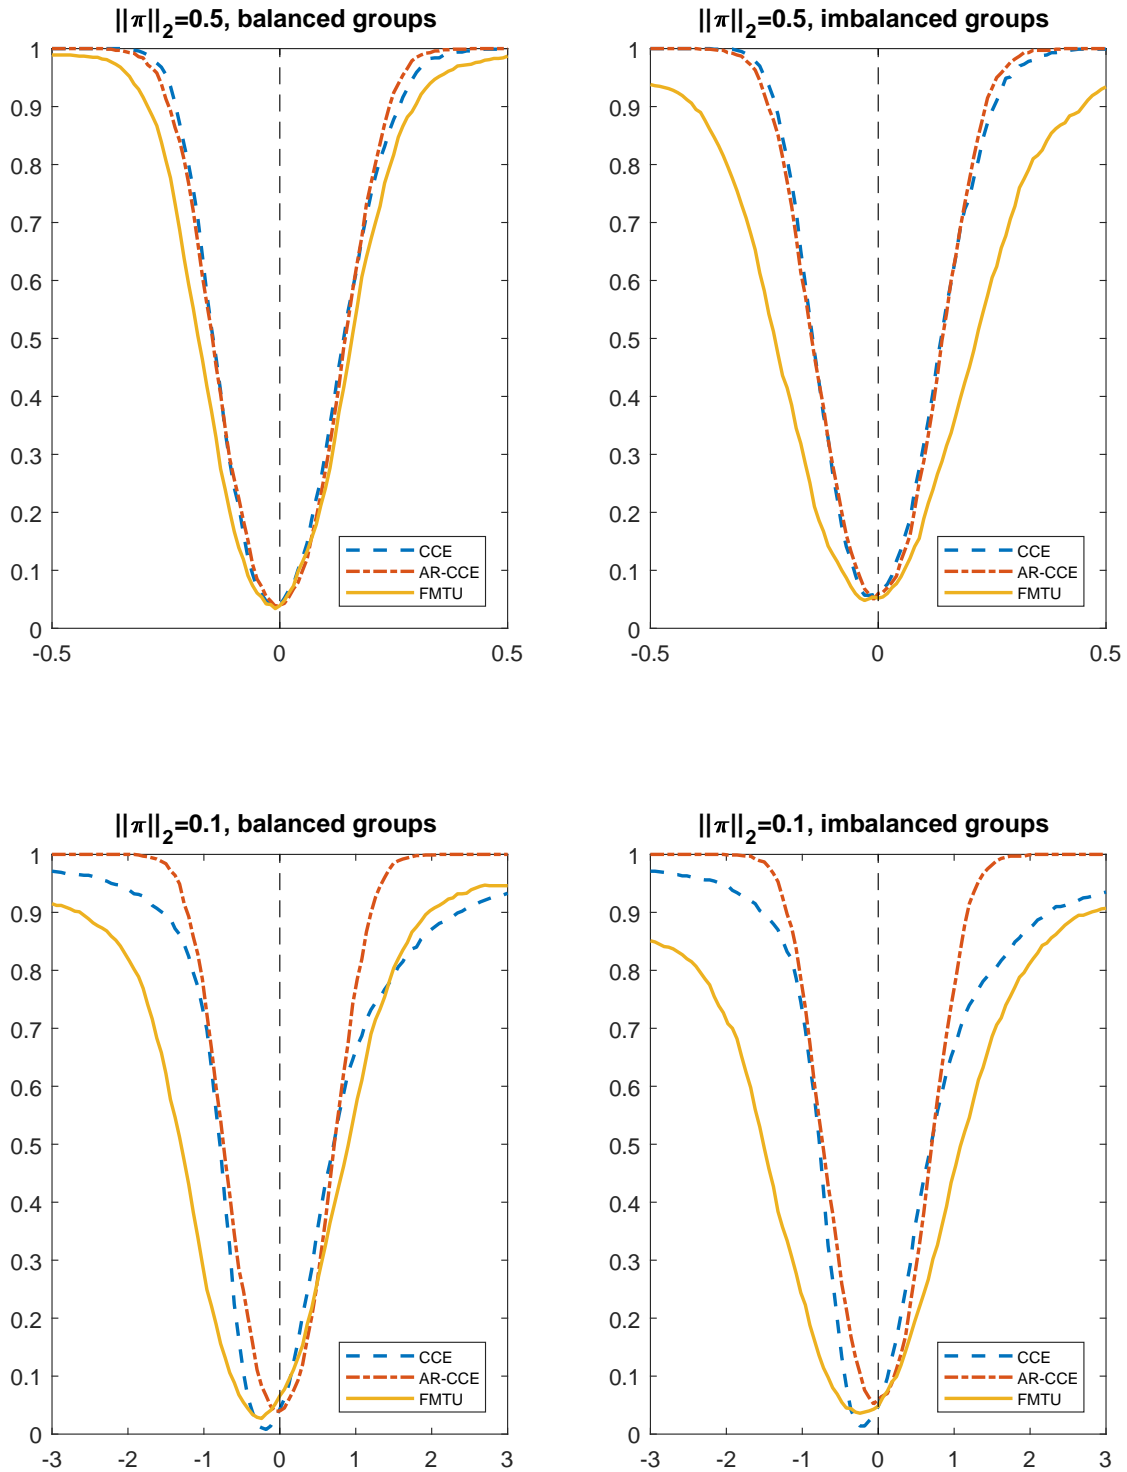 ||π||2=0.5, balanced groups
1
0.9
0.8
0.7
0.6
0.5
0.4
0.3
0.2
0.1
0
-0.5 0 0.5
CCE
AR-CCE
FMTU
||π||2=0.5, imbalanced groups
1
0.9
0.8
0.7
0.6
0.5
0.4
0.3
0.2
0.1
0
-0.5 0 0.5
CCE
AR-CCE
FMTU
||π||2=0.1, balanced groups
1
0.9
0.8
0.7
0.6
0.5
0.4
0.3
0.2
0.1
0
-3 -2 -1 0 1 2 3
CCE
AR-CCE
FMTU
||π||2=0.1, imbalanced groups
1
0.9
0.8
0.7
0.6
0.5
0.4
0.3
0.2
0.1
0
-3 -2 -1 0 1 2 3
CCE
AR-CCE
FMTU